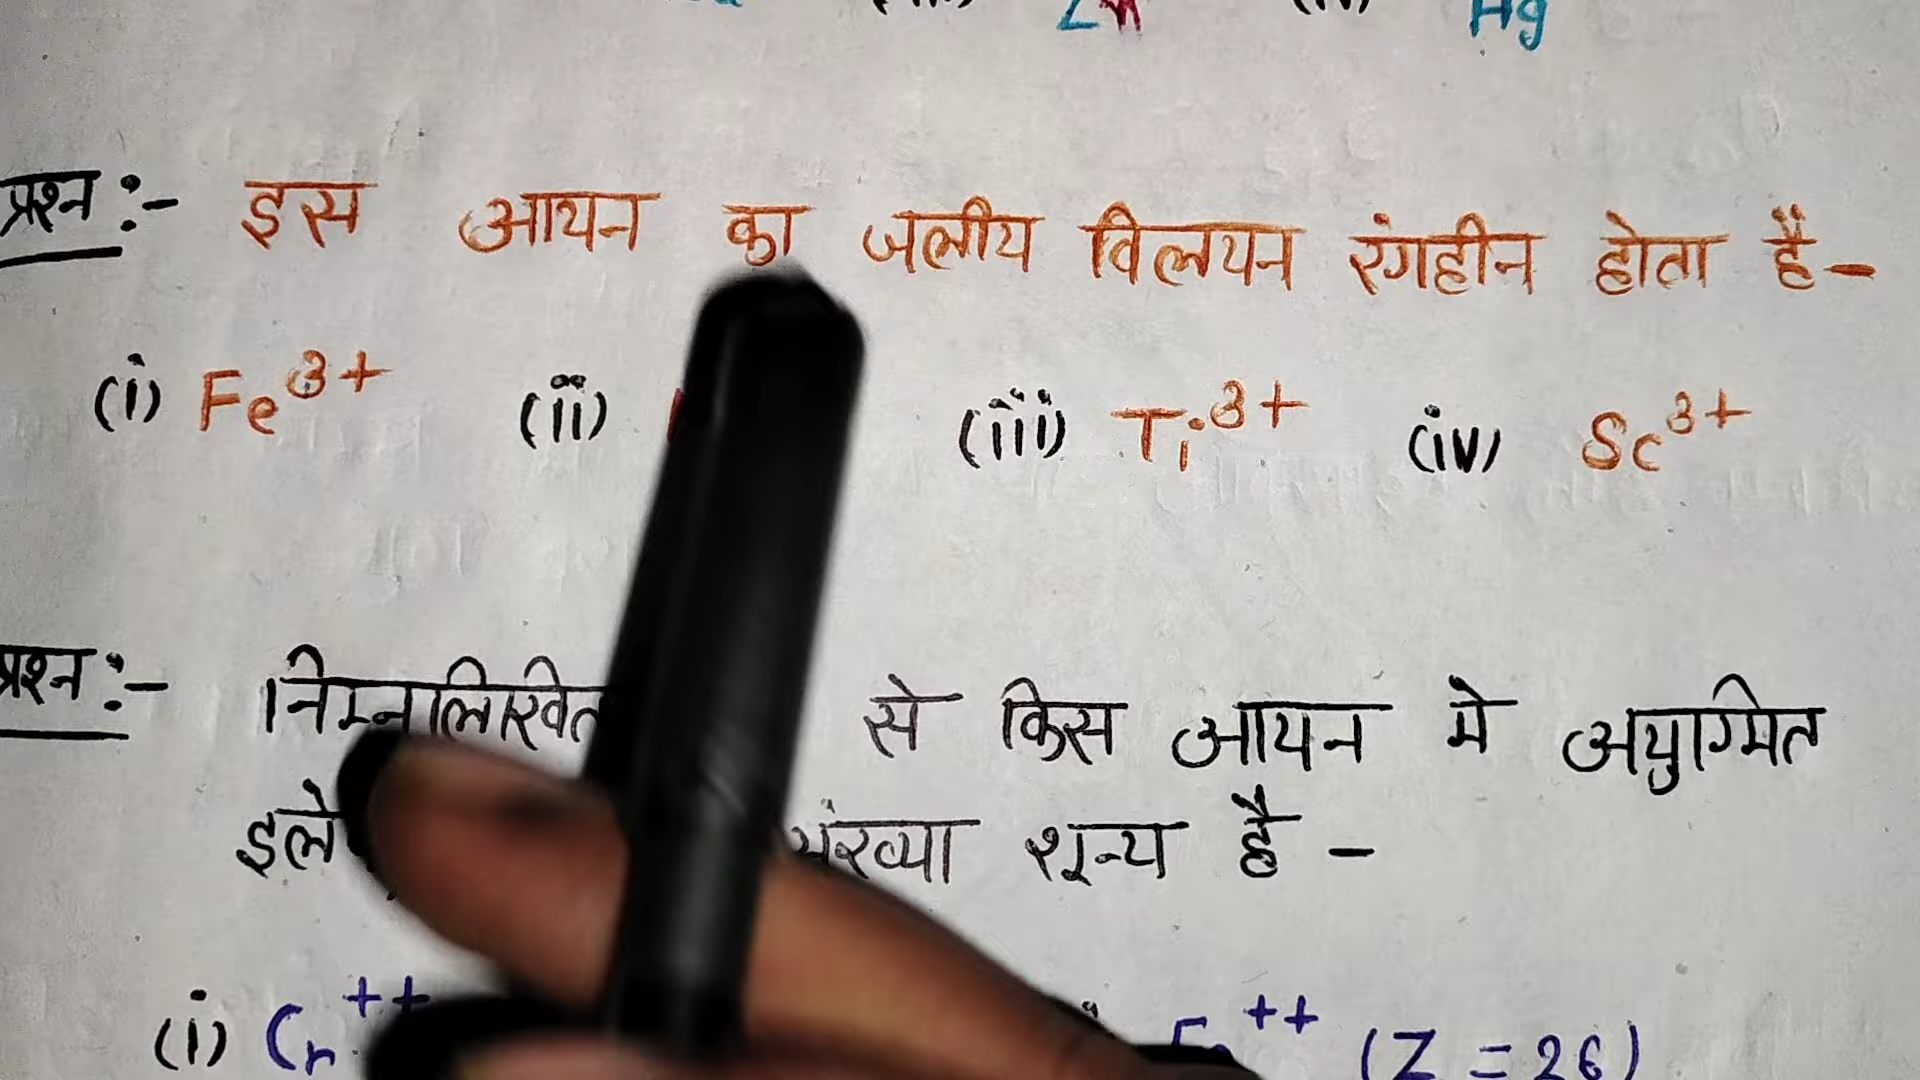 Zn (iv) Hg
प्रश्न :- इस आयन का जलीय विलयन रंगहीन होता है -
(i) Fe³⁺ (ii) (iii) Ti³⁺ (iv) Sc³⁺
प्रश्न :- निम्नलिखित से किस आयन मे अयुग्मित
संख्या शून्य है -
(i) Cr⁺⁺ ⁺⁺ (Z = 26)